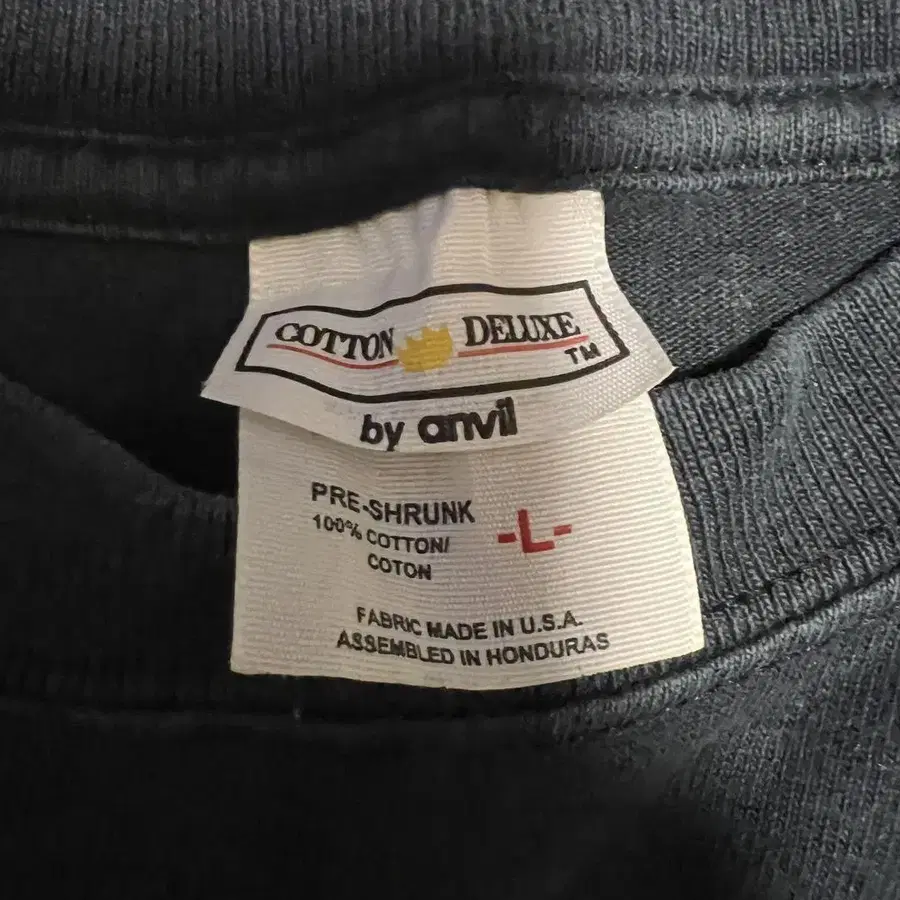 COTTON DELUXE TM
by anvil
PRE-SHRUNK
100% COTTON/
COTON
-L-
FABRIC MADE IN U.S.A.
ASSEMBLED IN HONDURAS